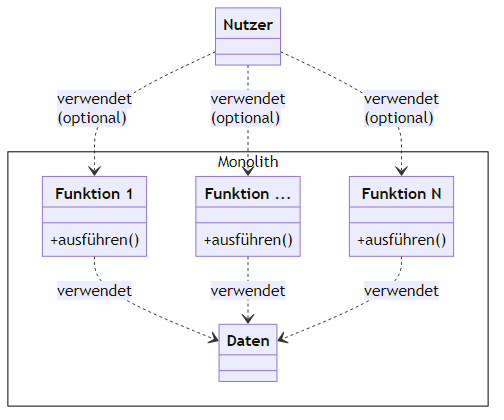 Nutzer
verwendet
(optional)
verwendet
(optional)
verwendet
(optional)
Monolith
Funktion 1
+ausführen()
Funktion ...
+ausführen()
Funktion N
+ausführen()
verwendet
verwendet
verwendet
Daten